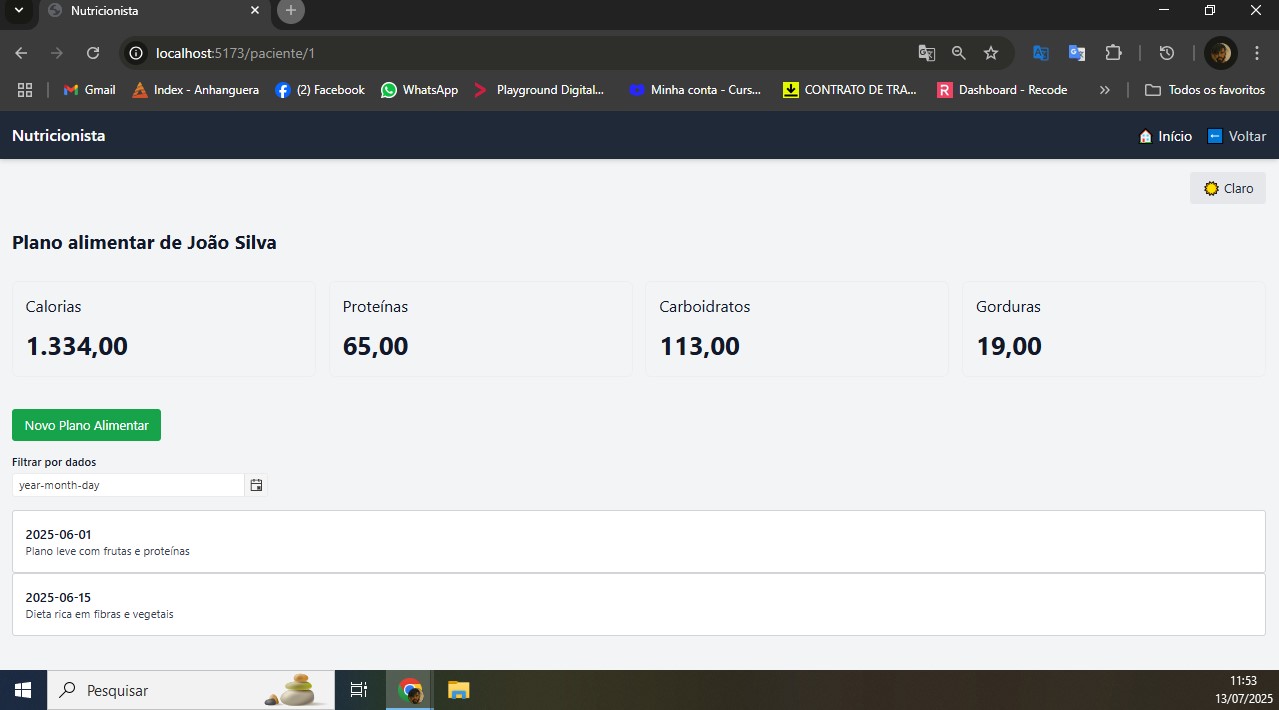 Nutricionista
localhost:5173/paciente/1
Gmail
Index - Anhanguera
(2) Facebook
WhatsApp
Playground Digital...
Minha conta - Curs...
CONTRATO DE TRA...
R
Dashboard - Recode
Todos os favoritos
Nutricionista
Início
Voltar
Claro
Plano alimentar de João Silva
Calorias
1.334,00
Proteínas
65,00
Carboidratos
113,00
Gorduras
19,00
Novo Plano Alimentar
Filtrar por dados
year-month-day
2025-06-01
Plano leve com frutas e proteínas
2025-06-15
Dieta rica em fibras e vegetais
Pesquisar
11:53
13/07/2025